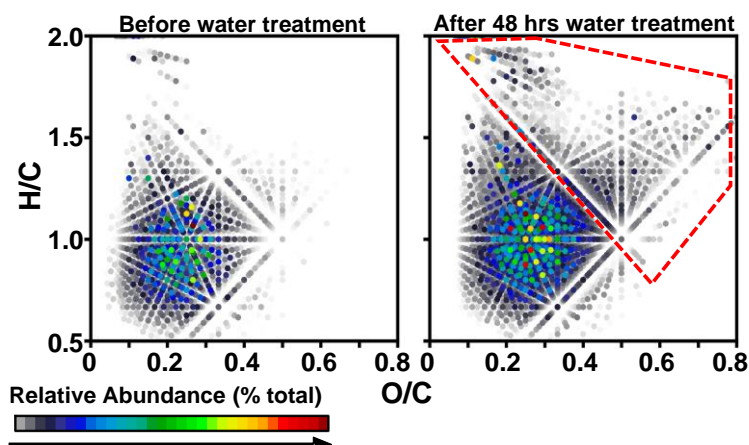 Before water treatment
After 48 hrs water treatment
2.0
1.5
1.0
0.5
H/C
0 0.2 0.4 0.6 0.8
0 0.2 0.4 0.6 0.8
O/C
Relative Abundance (% total)